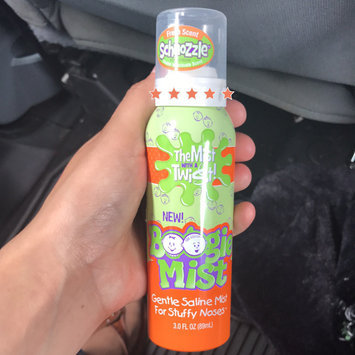 Fresh Scent
Schnozzle
The Mist
WITH A
Twist!
NEW!
Boogie
Mist
Gentle Saline Mist
For Stuffy Noses
3.0 FL OZ (89mL)